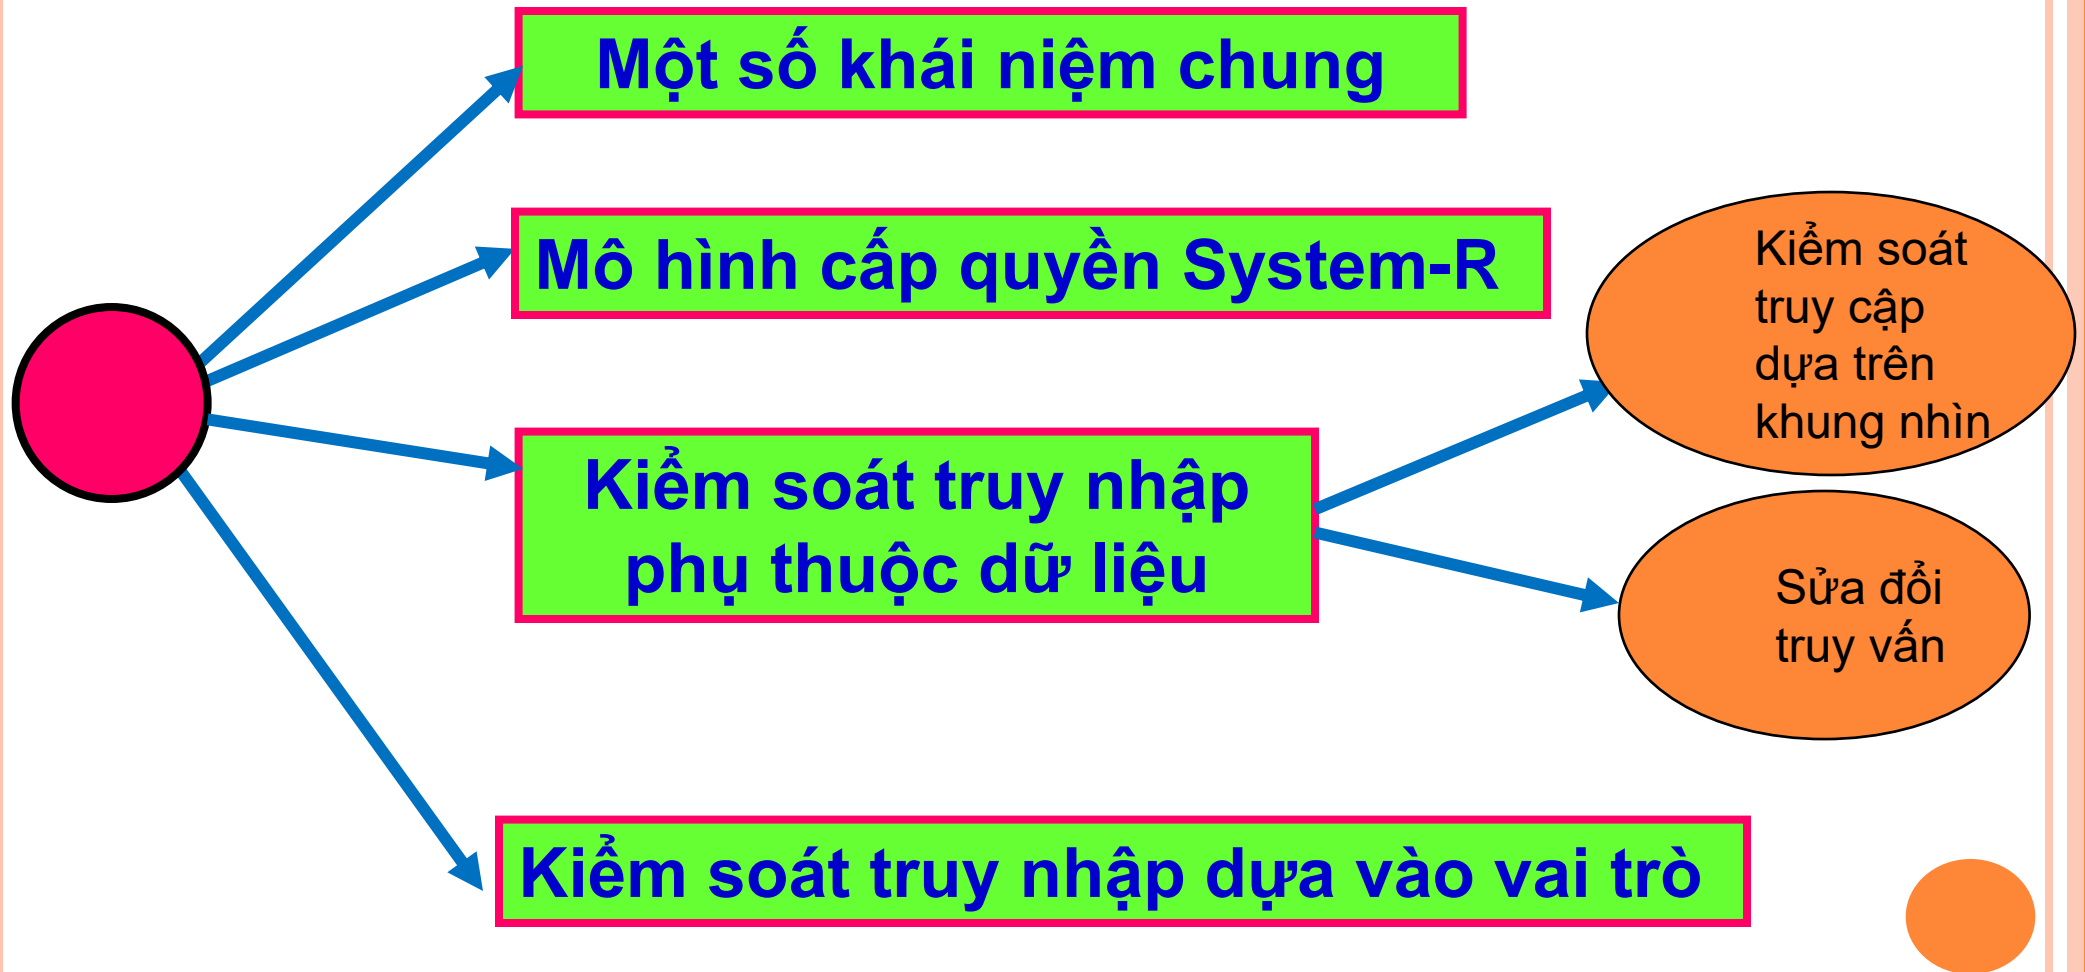 Một số khái niệm chung
Mô hình cấp quyền System-R
Kiểm soát
truy cập
dựa trên
khung nhìn
Kiểm soát truy nhập
phụ thuộc dữ liệu
Sửa đổi
truy vấn
Kiểm soát truy nhập dựa vào vai trò